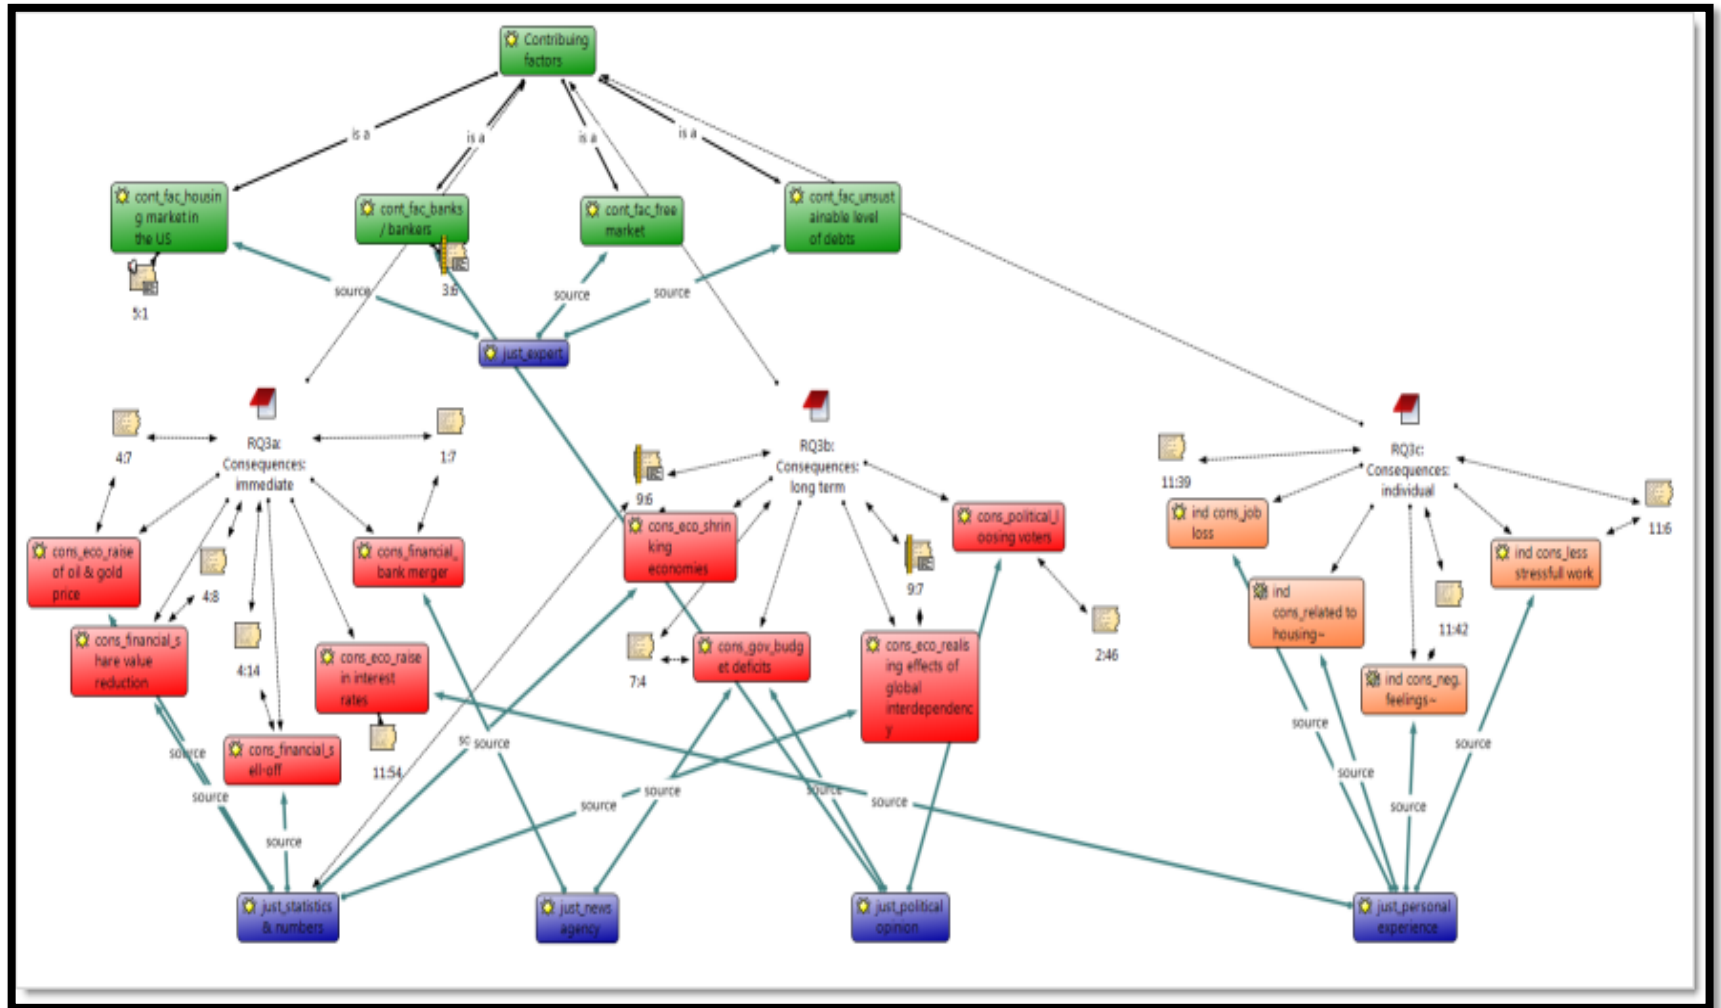 Contribuing
factors
is a
is a
is a
is a
cont_fac_housin
g market in
the US
cont_fac_banks
/ bankers
cont_fac_free
market
cont_fac_unsust
ainable level
of debts
5:1
3:6
source
source
source
just_expert
4:7
RQ3a:
Consequences:
immediate
1:7
9:6
RQ3b:
Consequences:
long term
11:39
RQ3c:
Consequences:
individual
11:6
cons_eco_raise
of oil & gold
price
4:8
cons_financial_
bank merger
cons_eco_shrin
king
economies
cons_political_l
oosing voters
9:7
ind cons_job
loss
ind cons_less
stressfull work
ind
cons_related to
housing~
11:42
cons_financial_s
hare value
reduction
4:14
cons_eco_raise
in interest
rates
7:4
cons_gov_budg
et deficits
cons_eco_realis
ing effects of
global
interdependenc
y
2:46
ind cons_neg.
feelings~
cons_financial_s
ell-off
11:54
source
source
source
sc
source
source
source
source
source
source
source
source
source
just_statistics
& numbers
just_news
agency
just_political
opinion
just_personal
experience